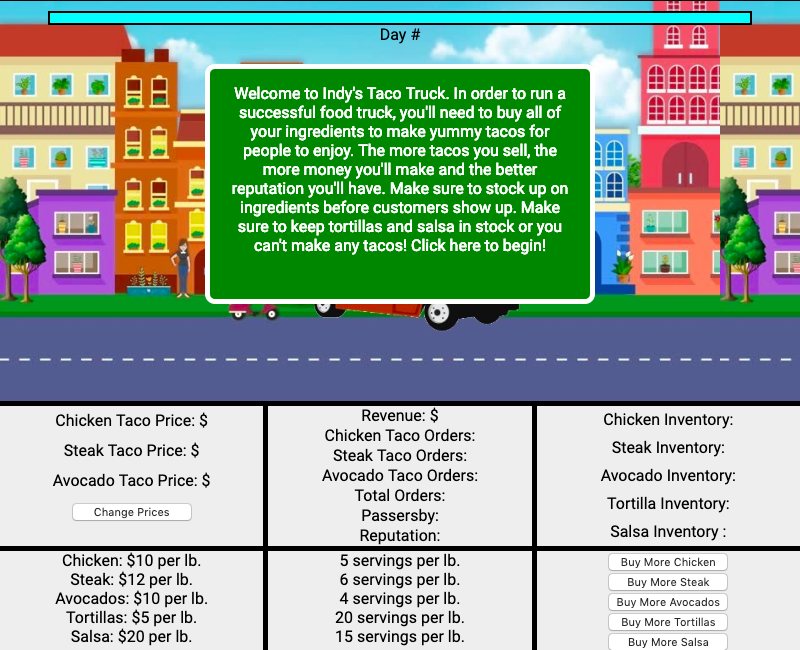 Day #
Welcome to Indy's Taco Truck. In order to run a
successful food truck, you'll need to buy all of
your ingredients to make yummy tacos for
people to enjoy. The more tacos you sell, the
more money you'll make and the better
reputation you'll have. Make sure to stock up on
ingredients before customers show up. Make
sure to keep tortillas and salsa in stock or you
can't make any tacos! Click here to begin!
Chicken Taco Price: $
Steak Taco Price: $
Avocado Taco Price: $
Change Prices
Revenue: $
Chicken Taco Orders:
Steak Taco Orders:
Avocado Taco Orders:
Total Orders:
Passersby:
Reputation:
Chicken Inventory:
Steak Inventory:
Avocado Inventory:
Tortilla Inventory:
Salsa Inventory :
Chicken: $10 per lb.
Steak: $12 per lb.
Avocados: $10 per lb.
Tortillas: $5 per lb.
Salsa: $20 per lb.
5 servings per lb.
6 servings per lb.
4 servings per lb.
20 servings per lb.
15 servings per lb.
Buy More Chicken
Buy More Steak
Buy More Avocados
Buy More Tortillas
Buy More Salsa